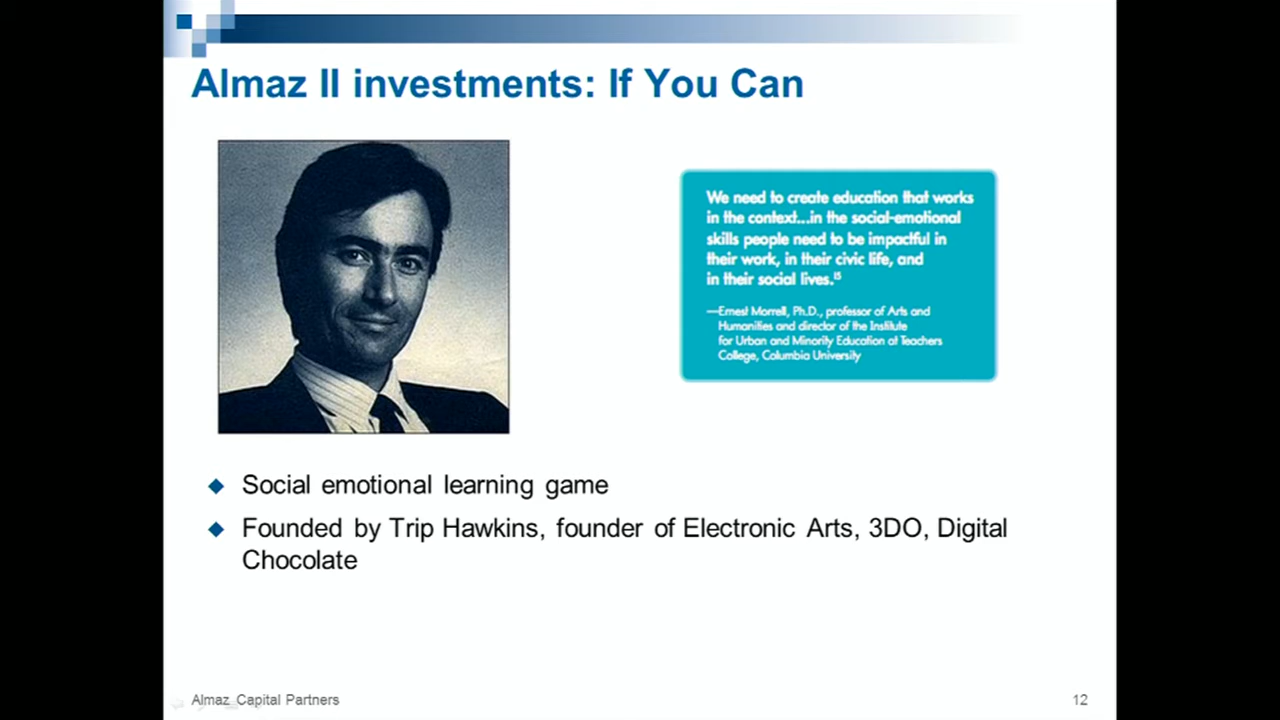 Almaz II investments: If You Can
We need to create education that works
in the context...in the social-emotional
skills people need to be impactful in
their work, in their civic life, and
in their social lives.15
—Ernest Morrell, Ph.D., professor of Arts and
Humanities and director of the Institute
for Urban and Minority Education at Teachers
College, Columbia University
Social emotional learning game
Founded by Trip Hawkins, founder of Electronic Arts, 3DO, Digital
Chocolate
Almaz Capital Partners
12